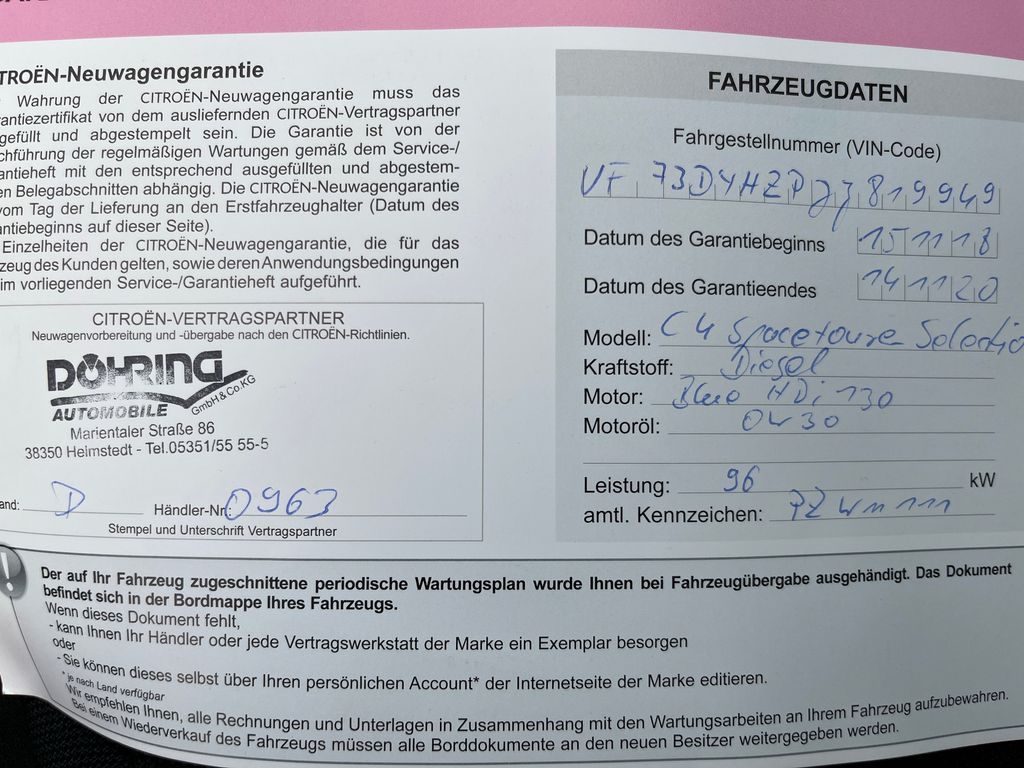 TROËN-Neuwagengarantie
Wahrung der CITROËN-Neuwagengarantie muss das
antiezertifikat von dem ausliefernden CITROËN-Vertragspartner
gefüllt und abgestempelt sein. Die Garantie ist von der
chführung der regelmäßigen Wartungen gemäß dem Service-/
antieheft mit den entsprechend ausgefüllten und abgestem-
en Belegabschnitten abhängig. Die CITROËN-Neuwagengarantie
vom Tag der Lieferung an den Erstfahrzeughalter (Datum des
antiebeginns auf dieser Seite).
Einzelheiten der CITROËN-Neuwagengarantie, die für das
zeug des Kunden gelten, sowie deren Anwendungsbedingungen
im vorliegenden Service-/Garantieheft aufgeführt.
CITROËN-VERTRAGSPARTNER
Neuwagenvorbereitung und -übergabe nach den CITROËN-Richtlinien.
DÖHRING
AUTOMOBILE GmbH & Co.KG
Marientaler Straße 86
38350 Helmstedt - Tel.05351/55 55-5
and: D Händler-Nr. 0963
Stempel und Unterschrift Vertragspartner
FAHRZEUGDATEN
Fahrgestellnummer (VIN-Code)
VF 73DYHZPJJ819949
Datum des Garantiebeginns 151118
Datum des Garantieendes 141120
Modell: C4 Spacetourer Selection
Kraftstoff: Diesel
Motor: Blue HDi 130
Motoröl: 0W30
Leistung: 96 kW
amtl. Kennzeichen: PZ WM 111
Der auf Ihr Fahrzeug zugeschnittene periodische Wartungsplan wurde Ihnen bei Fahrzeugübergabe ausgehändigt. Das Dokument
befindet sich in der Bordmappe Ihres Fahrzeugs.
Wenn dieses Dokument fehlt,
- kann Ihnen Ihr Händler oder jede Vertragswerkstatt der Marke ein Exemplar besorgen
oder
- Sie können dieses selbst über Ihren persönlichen Account* der Internetseite der Marke editieren.
* je nach Land verfügbar
Wir empfehlen Ihnen, alle Rechnungen und Unterlagen in Zusammenhang mit den Wartungsarbeiten an Ihrem Fahrzeug aufzubewahren.
Bei einem Wiederverkauf des Fahrzeugs müssen alle Borddokumente an den neuen Besitzer weitergegeben werden.